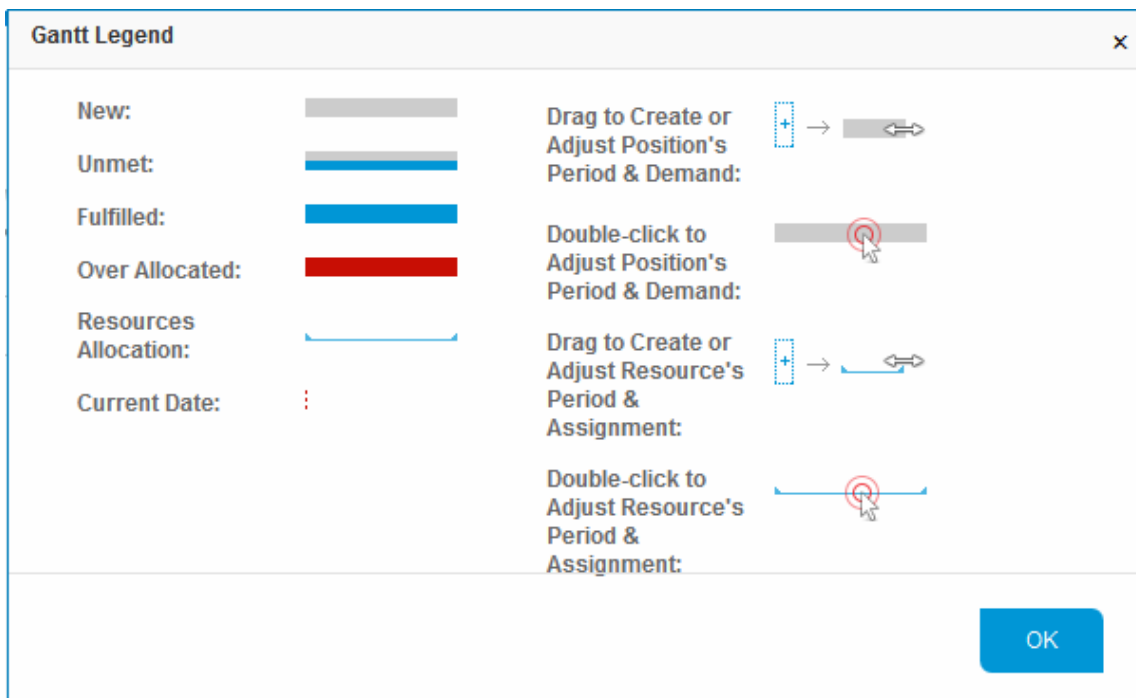 Gantt Legend
×
New:
Unmet:
Fulfilled:
Over Allocated:
Resources
Allocation:
Current Date:
Drag to Create or
Adjust Position's
Period & Demand:
Double-click to
Adjust Position's
Period & Demand:
Drag to Create or
Adjust Resource's
Period &
Assignment:
Double-click to
Adjust Resource's
Period &
Assignment:
OK